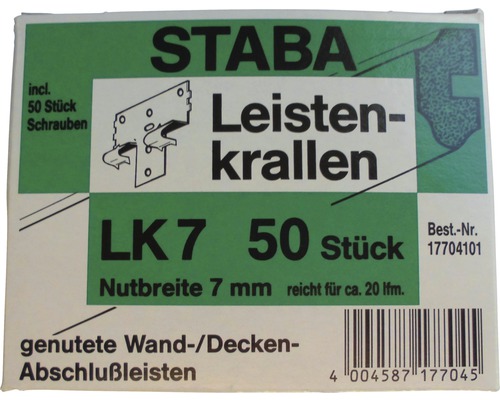 STABA
incl.
50 Stück
Schrauben
Leisten-
krallen
LK 7 50 Stück
Nutbreite 7 mm reicht für ca. 20 lfm.
Best.-Nr.
17704101
genutete Wand-/Decken-
Abschlußleisten
4 004587 177045